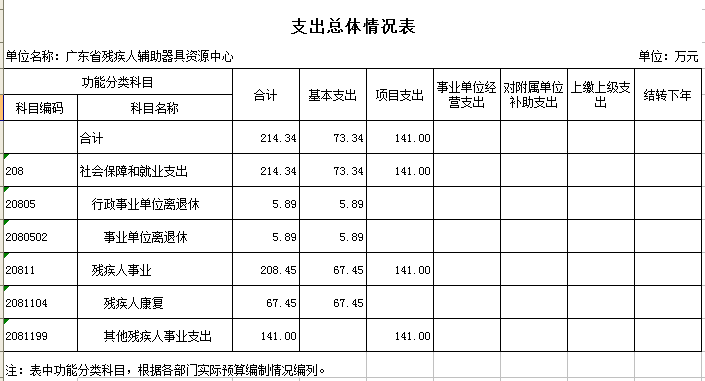 支出总体情况表
单位名称：广东省残疾人辅助器具资源中心 单位：万元
功能分类科目 合计 基本支出 项目支出 事业单位经营支出 对附属单位补助支出 上缴上级支出 结转下年
科目编码 科目名称
合计 214.34 73.34 141.00
208 社会保障和就业支出 214.34 73.34 141.00
20805 行政事业单位离退休 5.89 5.89
2080502 事业单位离退休 5.89 5.89
20811 残疾人事业 208.45 67.45 141.00
2081104 残疾人康复 67.45 67.45
2081199 其他残疾人事业支出 141.00 141.00
注：表中功能分类科目，根据各部门实际预算编制情况编列。